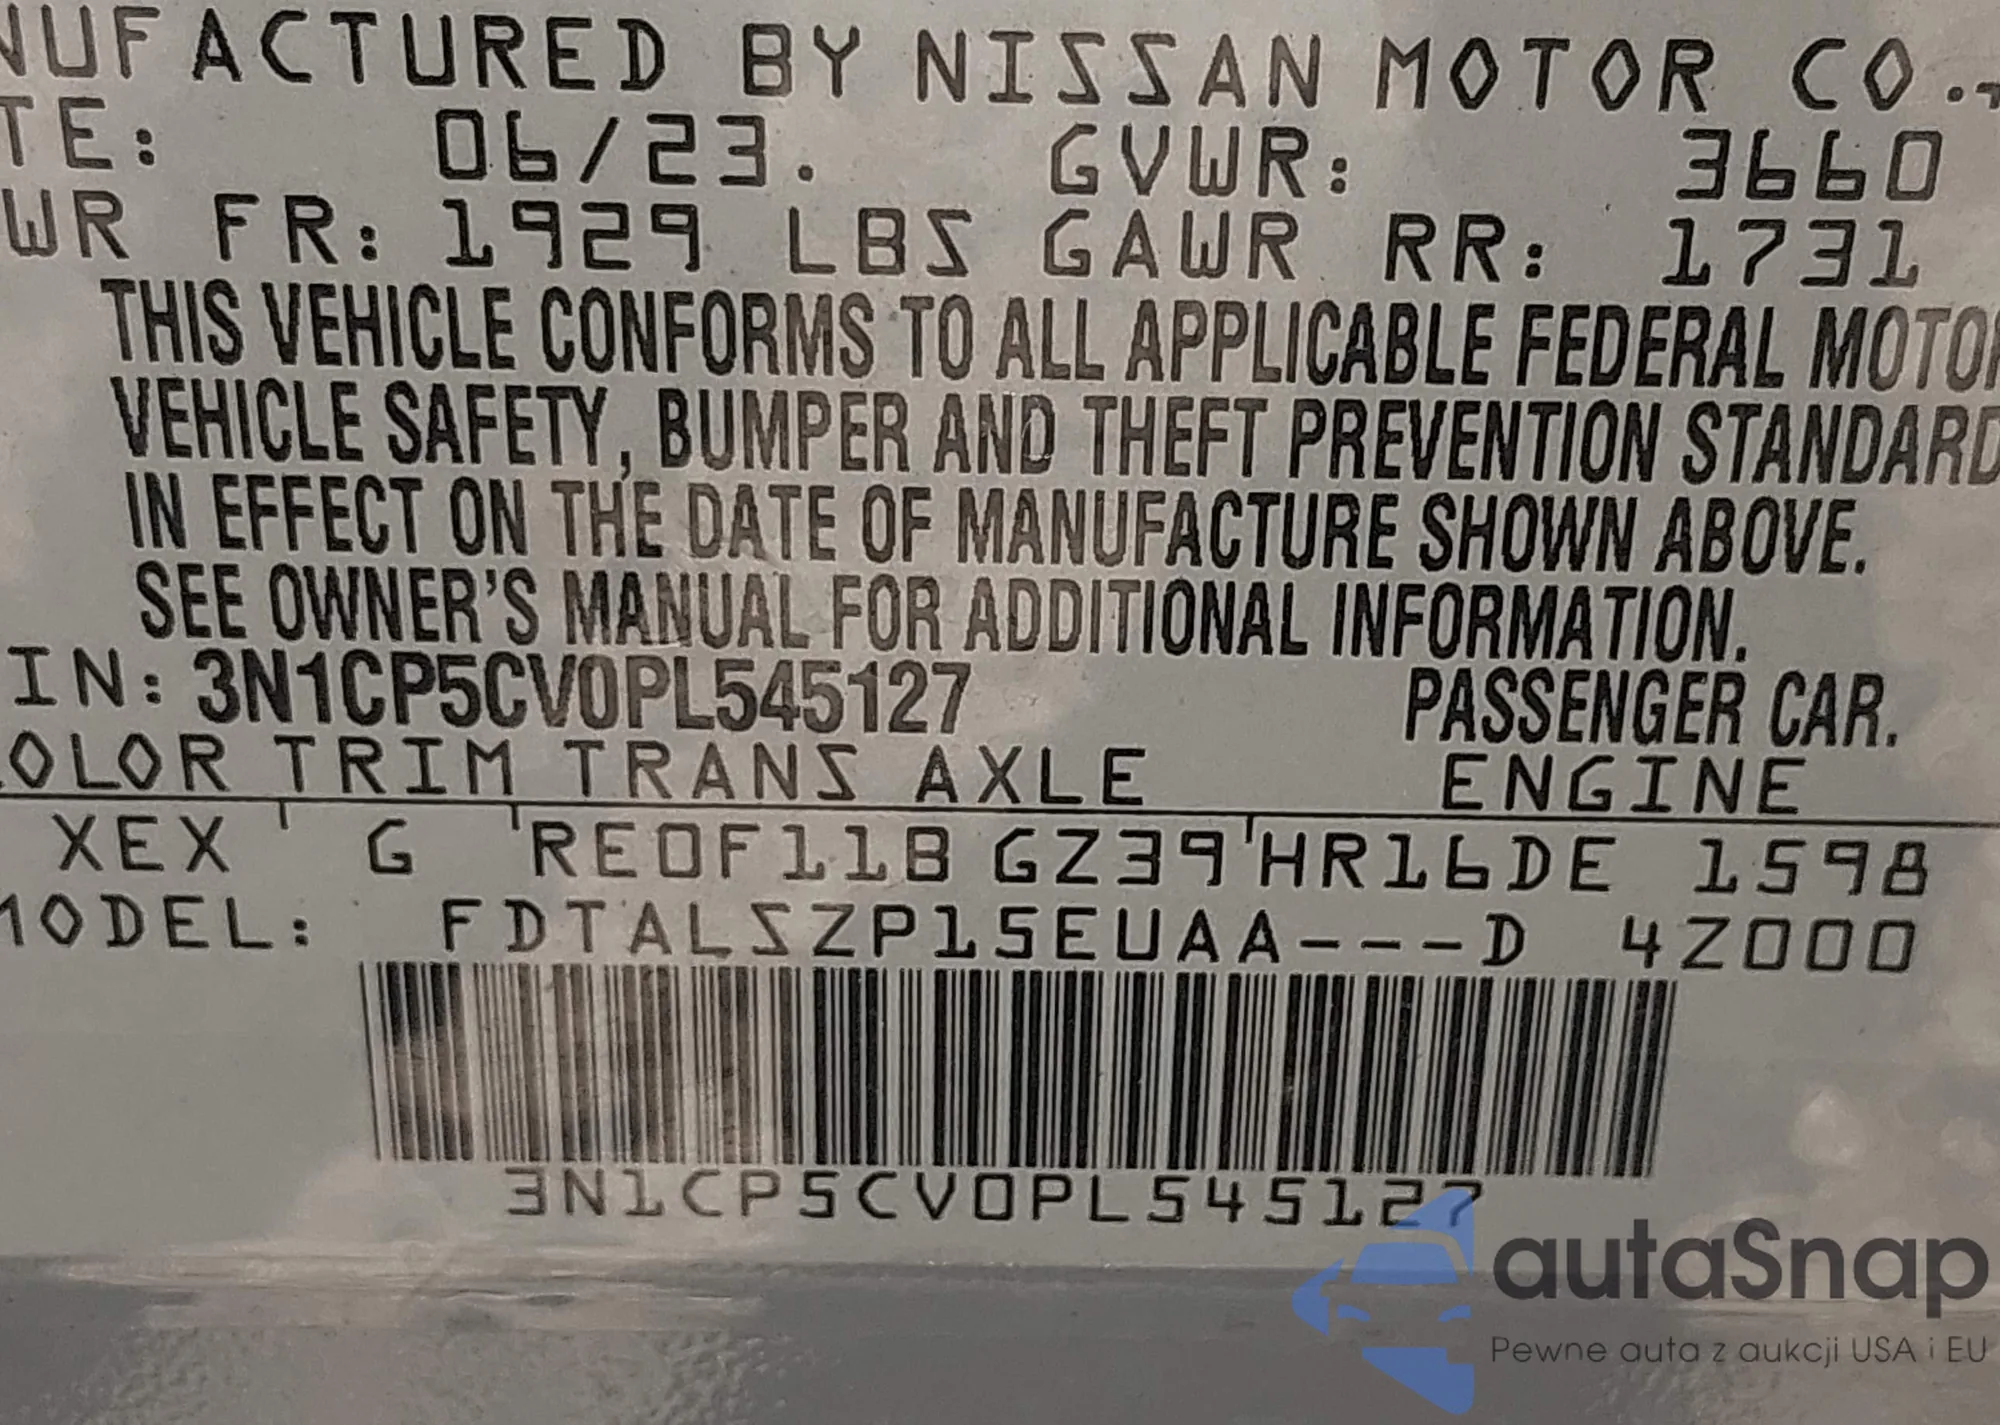 NUFACTURED BY NISSAN MOTOR CO.,
TE: 06/23. GVWR: 3660
WR FR: 1929 LBS GAWR RR: 1731
THIS VEHICLE CONFORMS TO ALL APPLICABLE FEDERAL MOTOR
VEHICLE SAFETY, BUMPER AND THEFT PREVENTION STANDARD
IN EFFECT ON THE DATE OF MANUFACTURE SHOWN ABOVE.
SEE OWNER'S MANUAL FOR ADDITIONAL INFORMATION.
IN: 3N1CP5CV0PL545127 PASSENGER CAR.
OLOR TRIM TRANS AXLE ENGINE
XEX G RE0F11B GZ39 HR16DE 1598
MODEL: FDTALSZP15EUAA---D 4Z000
3N1CP5CV0PL545127
autaSnap
Pewne auta z aukcji USA i EU